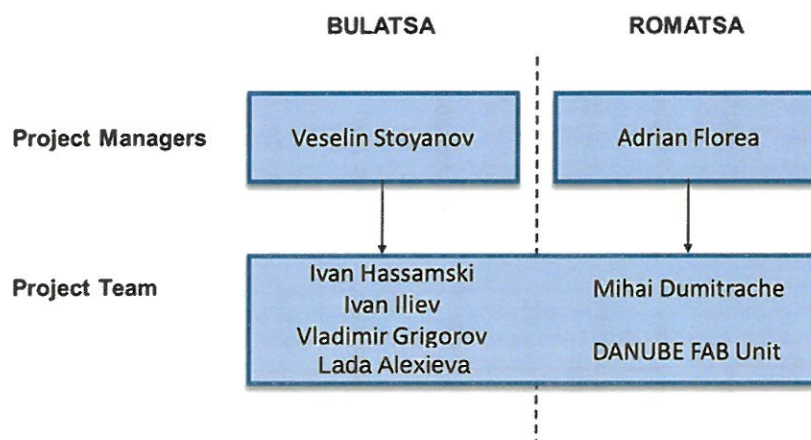 BULATSA
ROMATSA
Project Managers
Veselin Stoyanov
Adrian Florea
Project Team
Ivan Hassamski
Ivan Iliev
Vladimir Grigorov
Lada Alexieva
Mihai Dumitrache
DANUBE FAB Unit